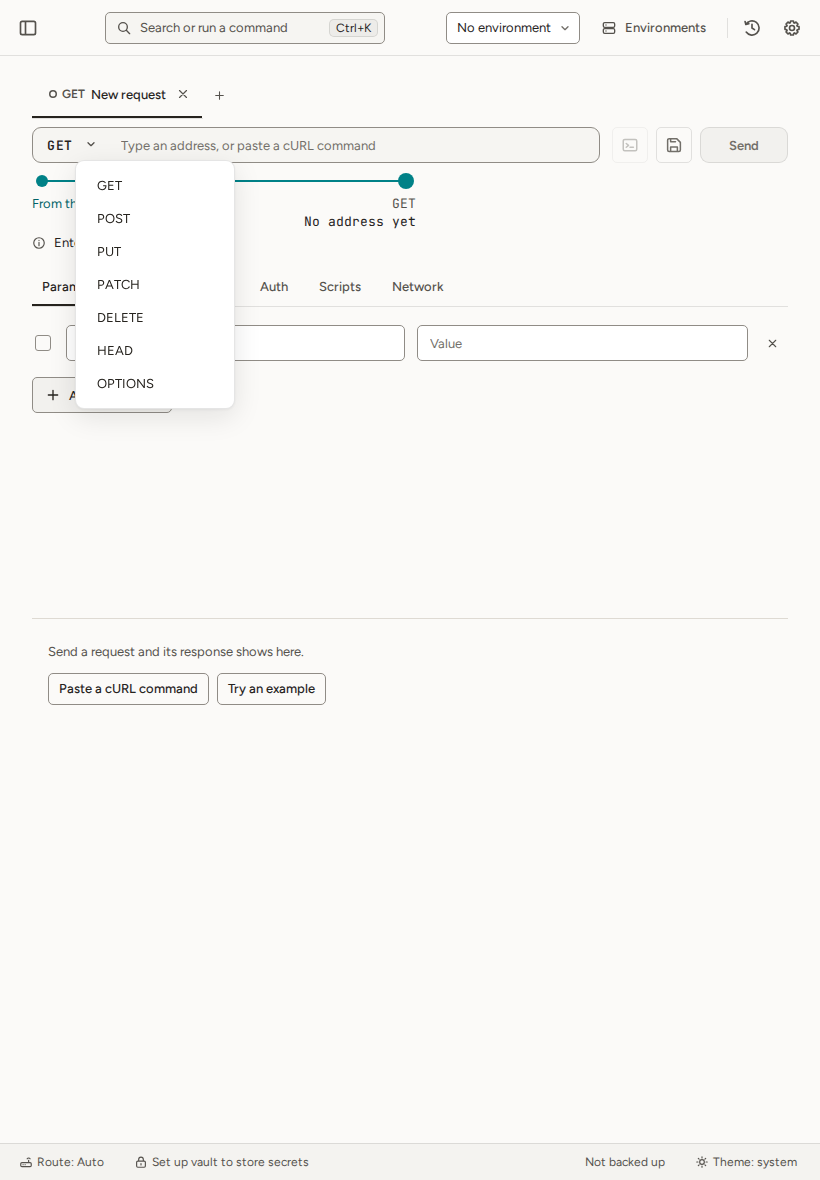 Search or run a command
Ctrl+K
No environment
Environments
GET New request
GET
Type an address, or paste a cURL command
Send
GET
POST
PUT
PATCH
DELETE
HEAD
OPTIONS
From
GET
No address yet
Auth
Scripts
Network
Value
Send a request and its response shows here.
Paste a cURL command
Try an example
Route: Auto
Set up vault to store secrets
Not backed up
Theme: system